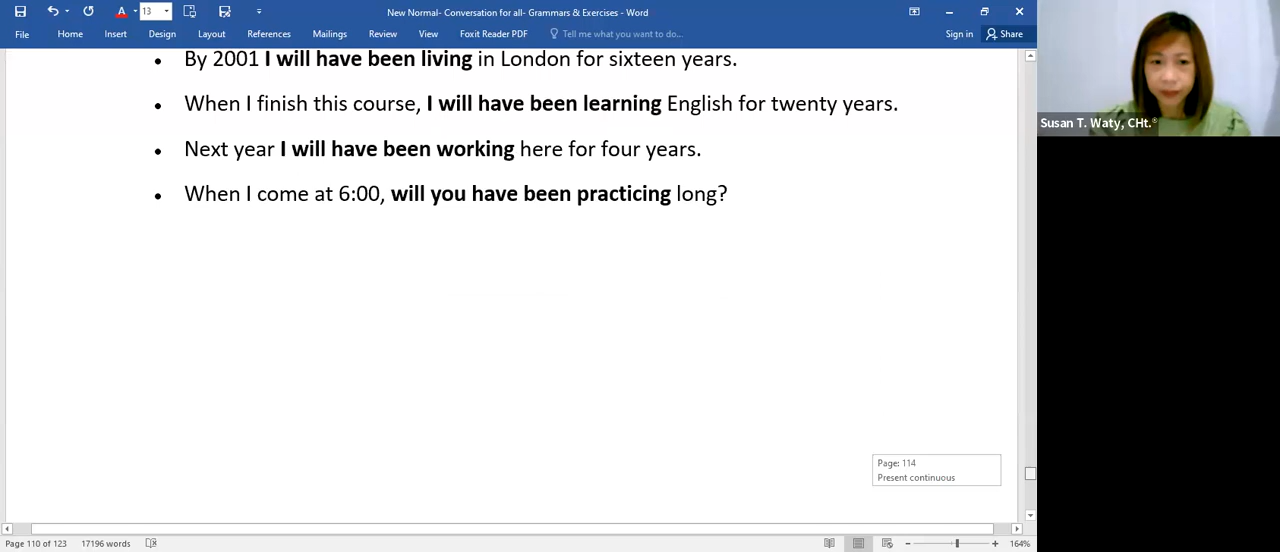 13
New Normal- Conversation for all- Grammars & Exercises - Word
File Home Insert Design Layout References Mailings Review View Foxit Reader PDF Tell me what you want to do... Sign in Share
By 2001 I will have been living in London for sixteen years.
When I finish this course, I will have been learning English for twenty years.
Next year I will have been working here for four years.
When I come at 6:00, will you have been practicing long?
Page: 114
Present continuous
Page 110 of 123 17196 words
164%
Susan T. Waty, CHt.®